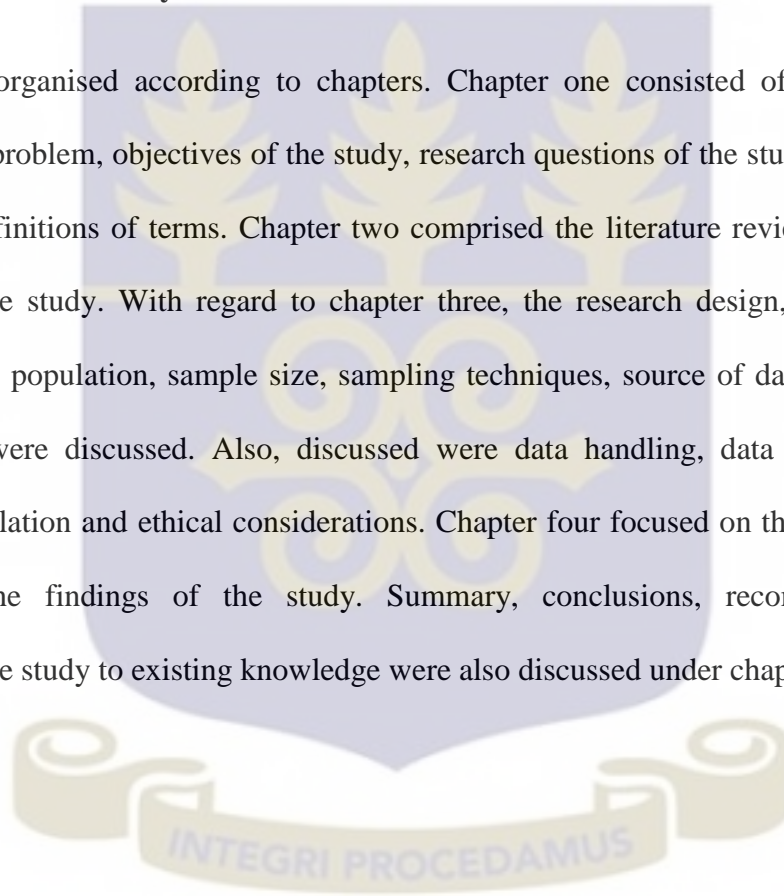 organised according to chapters. Chapter one consisted of
problem, objectives of the study, research questions of the stu
finitions of terms. Chapter two comprised the literature revi
e study. With regard to chapter three, the research design,
population, sample size, sampling techniques, source of da
were discussed. Also, discussed were data handling, data
lation and ethical considerations. Chapter four focused on th
ne findings of the study. Summary, conclusions, reco
e study to existing knowledge were also discussed under chap
INTEGRI PROCEDAMUS